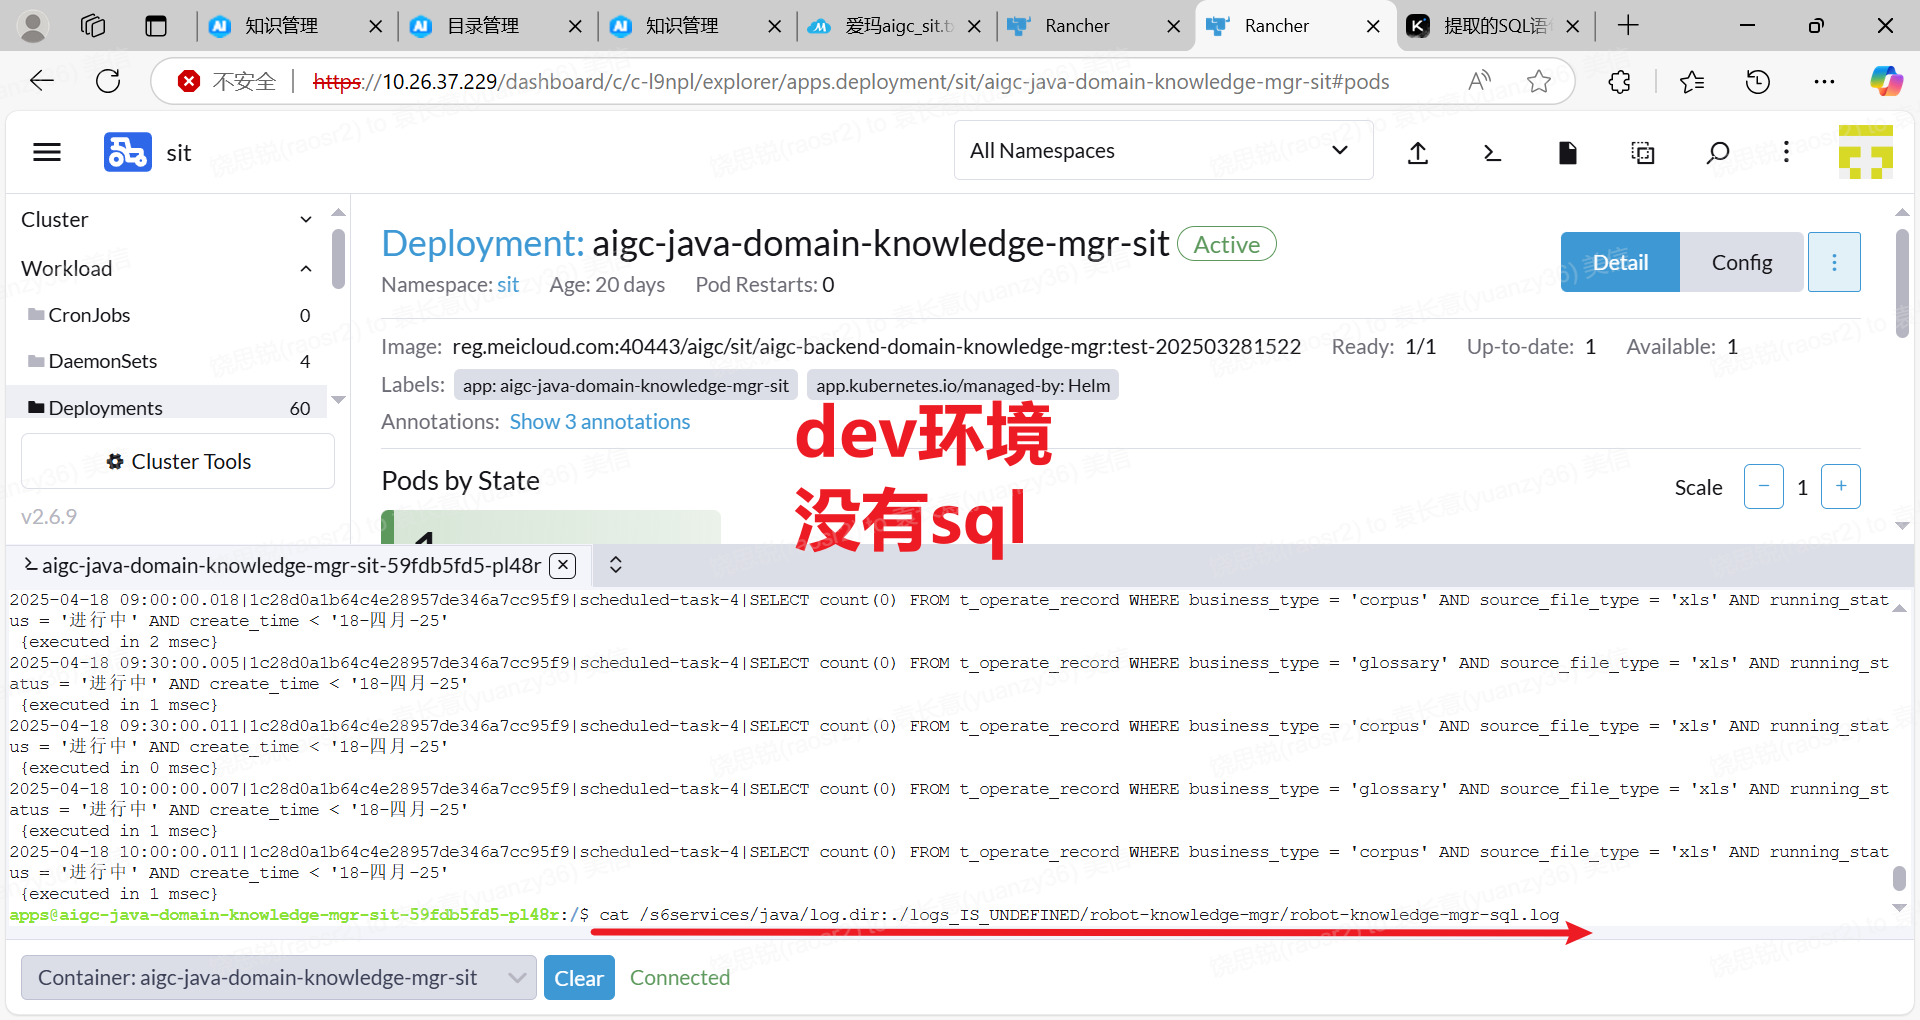 知识管理
目录管理
知识管理
爱玛aigc_sit.tx
Rancher
Rancher
提取的SQL语
不安全
https://10.26.37.229/dashboard/c/c-l9npl/explorer/apps.deployment/sit/aigc-java-domain-knowledge-mgr-sit#pods
sit
All Namespaces
Cluster
Workload
CronJobs 0
DaemonSets 4
Deployments 60
Cluster Tools
v2.6.9
Deployment: aigc-java-domain-knowledge-mgr-sit Active
Namespace: sit Age: 20 days Pod Restarts: 0
Detail
Config
Image: reg.meicloud.com:40443/aigc/sit/aigc-backend-domain-knowledge-mgr:test-202503281522 Ready: 1/1 Up-to-date: 1 Available: 1
Labels: app: aigc-java-domain-knowledge-mgr-sit app.kubernetes.io/managed-by: Helm
Annotations: Show 3 annotations
dev环境
没有sql
Pods by State
Scale 1
aigc-java-domain-knowledge-mgr-sit-59fdb5fd5-pl48r
2025-04-18 09:00:00.018|1c28d0a1b64c4e28957de346a7cc95f9|scheduled-task-4|SELECT count(0) FROM t_operate_record WHERE business_type = 'corpus' AND source_file_type = 'xls' AND running_stat
us = '进行中' AND create_time < '18-四月-25'
{executed in 2 msec}
2025-04-18 09:30:00.005|1c28d0a1b64c4e28957de346a7cc95f9|scheduled-task-4|SELECT count(0) FROM t_operate_record WHERE business_type = 'glossary' AND source_file_type = 'xls' AND running_st
atus = '进行中' AND create_time < '18-四月-25'
{executed in 1 msec}
2025-04-18 09:30:00.011|1c28d0a1b64c4e28957de346a7cc95f9|scheduled-task-4|SELECT count(0) FROM t_operate_record WHERE business_type = 'corpus' AND source_file_type = 'xls' AND running_stat
us = '进行中' AND create_time < '18-四月-25'
{executed in 0 msec}
2025-04-18 10:00:00.007|1c28d0a1b64c4e28957de346a7cc95f9|scheduled-task-4|SELECT count(0) FROM t_operate_record WHERE business_type = 'glossary' AND source_file_type = 'xls' AND running_st
atus = '进行中' AND create_time < '18-四月-25'
{executed in 1 msec}
2025-04-18 10:00:00.011|1c28d0a1b64c4e28957de346a7cc95f9|scheduled-task-4|SELECT count(0) FROM t_operate_record WHERE business_type = 'corpus' AND source_file_type = 'xls' AND running_stat
us = '进行中' AND create_time < '18-四月-25'
{executed in 1 msec}
apps@aigc-java-domain-knowledge-mgr-sit-59fdb5fd5-pl48r:/$ cat /s6services/java/log.dir:./logs_IS_UNDEFINED/robot-knowledge-mgr/robot-knowledge-mgr-sql.log
Container: aigc-java-domain-knowledge-mgr-sit
Clear
Connected